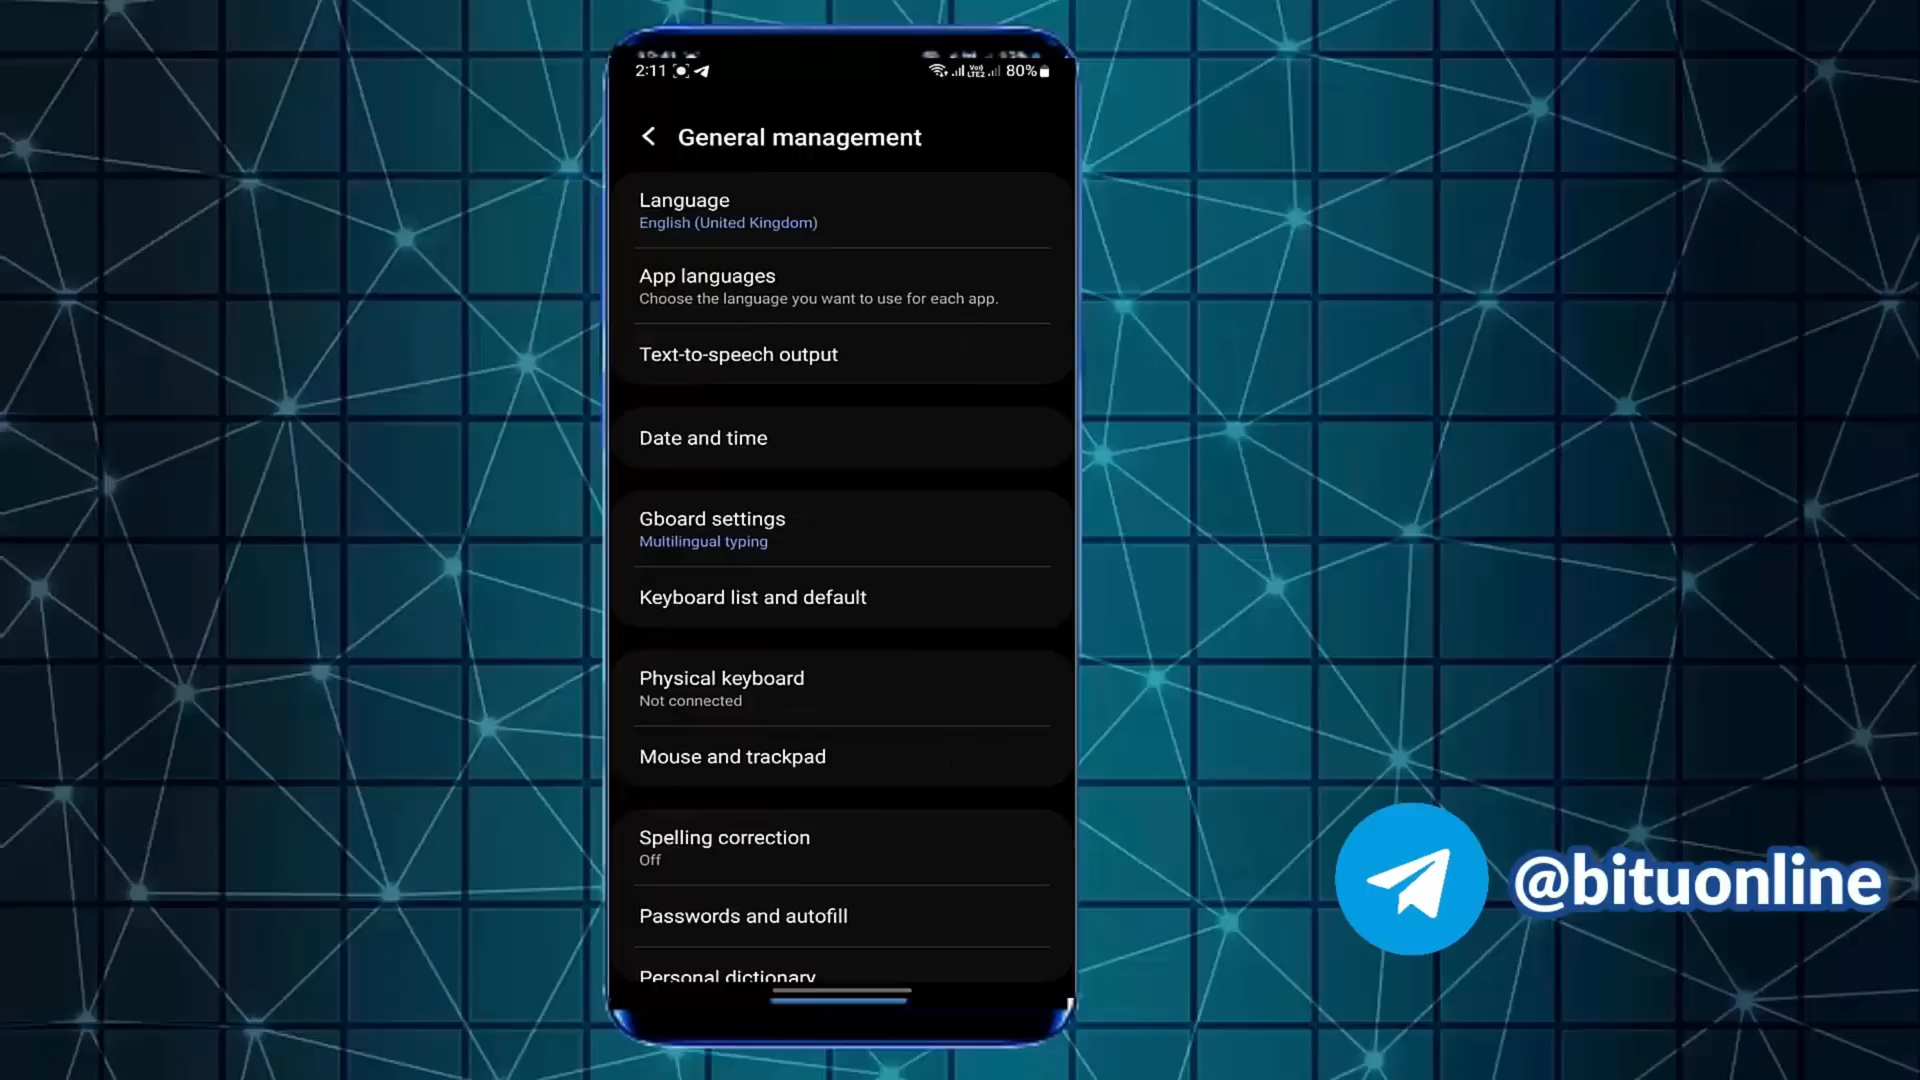 2:11
Vo) LTE2 80%
General management
Language
English (United Kingdom)
App languages
Choose the language you want to use for each app.
Text-to-speech output
Date and time
Gboard settings
Multilingual typing
Keyboard list and default
Physical keyboard
Not connected
Mouse and trackpad
Spelling correction
Off
Passwords and autofill
Personal dictionary
@bituonline